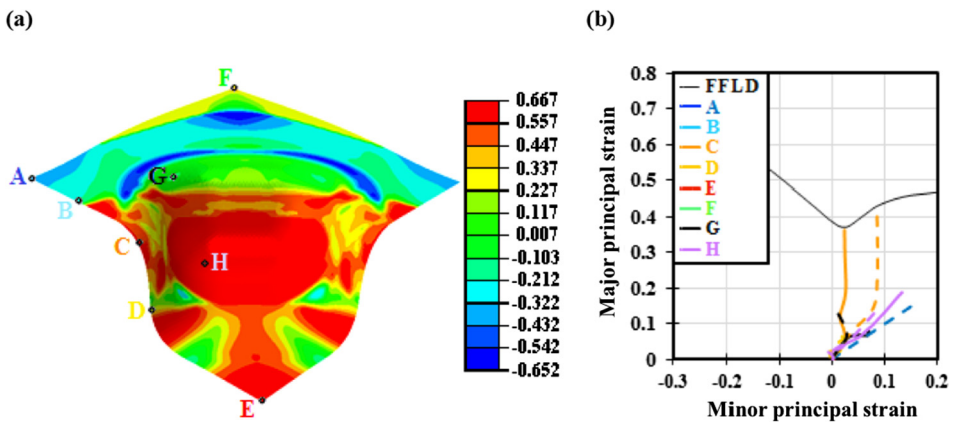 (a)
(b)
F
A
B
G
C
H
D
E
0.667
0.557
0.447
0.337
0.227
0.117
0.007
-0.103
-0.212
-0.322
-0.432
-0.542
-0.652
Major principal strain
0.8
0.7
0.6
0.5
0.4
0.3
0.2
0.1
0
FFLD
A
B
C
D
E
F
G
H
-0.3
-0.2
-0.1
0
0.1
0.2
Minor principal strain